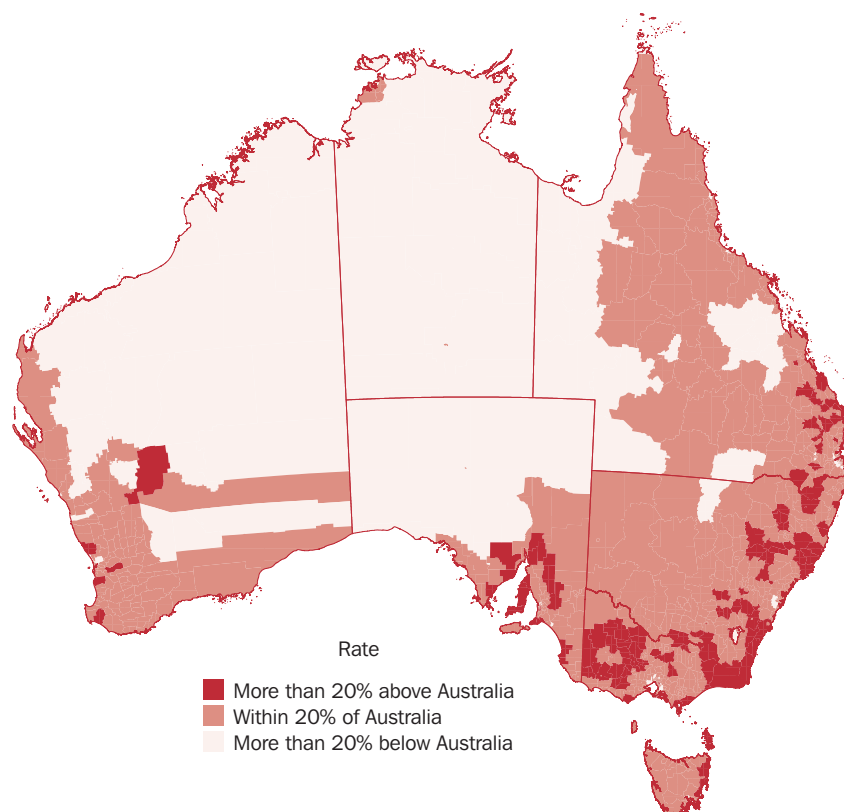 Rate
More than 20% above Australia
Within 20% of Australia
More than 20% below Australia